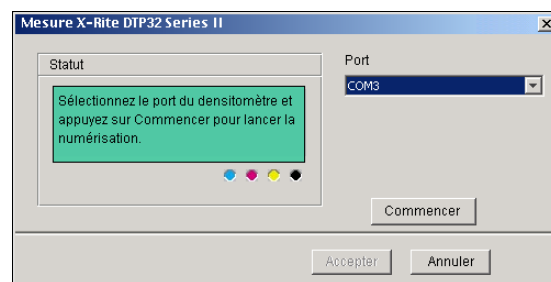 Mesure X-Rite DTP32 Series II
Statut
Sélectionnez le port du densitomètre et
appuyez sur Commencer pour lancer la
numérisation.
Port
COM3
Commencer
Accepter
Annuler